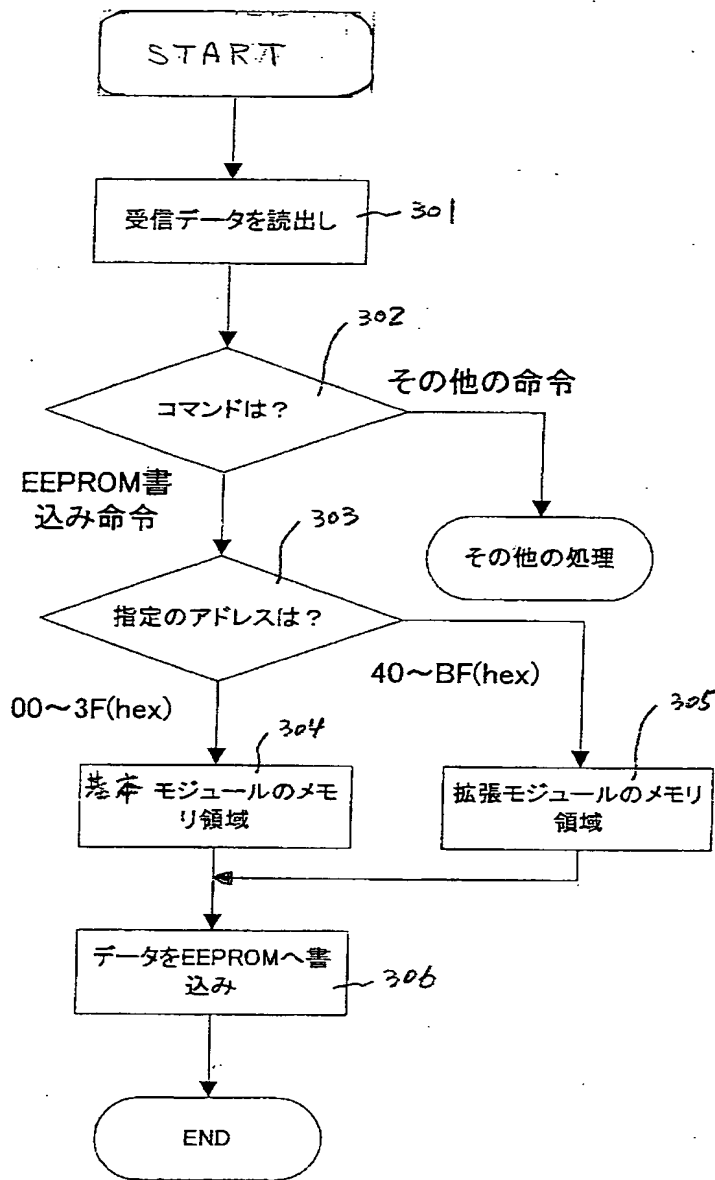 START
受信データを読出し
301
302
コマンドは?
その他の命令
EEPROM書
込み命令
303
その他の処理
指定のアドレスは?
40～BF(hex)
00～3F(hex)
304
305
基本 モジュールのメモ
リ領域
拡張モジュールのメモリ
領域
データをEEPROMへ書
込み
306
END